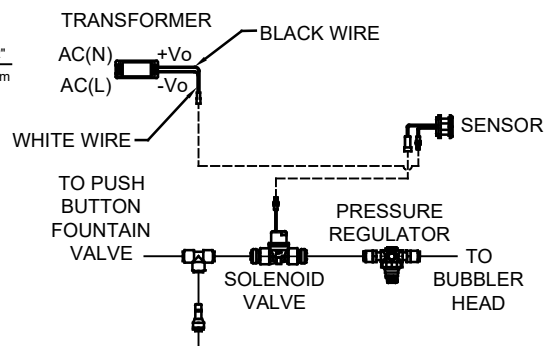 TRANSFORMER
"
m
AC(N)
+Vo
BLACK WIRE
AC(L)
-Vo
SENSOR
WHITE WIRE
TO PUSH
BUTTON
FOUNTAIN
VALVE
PRESSURE
REGULATOR
SOLENOID
VALVE
TO
BUBBLER
HEAD